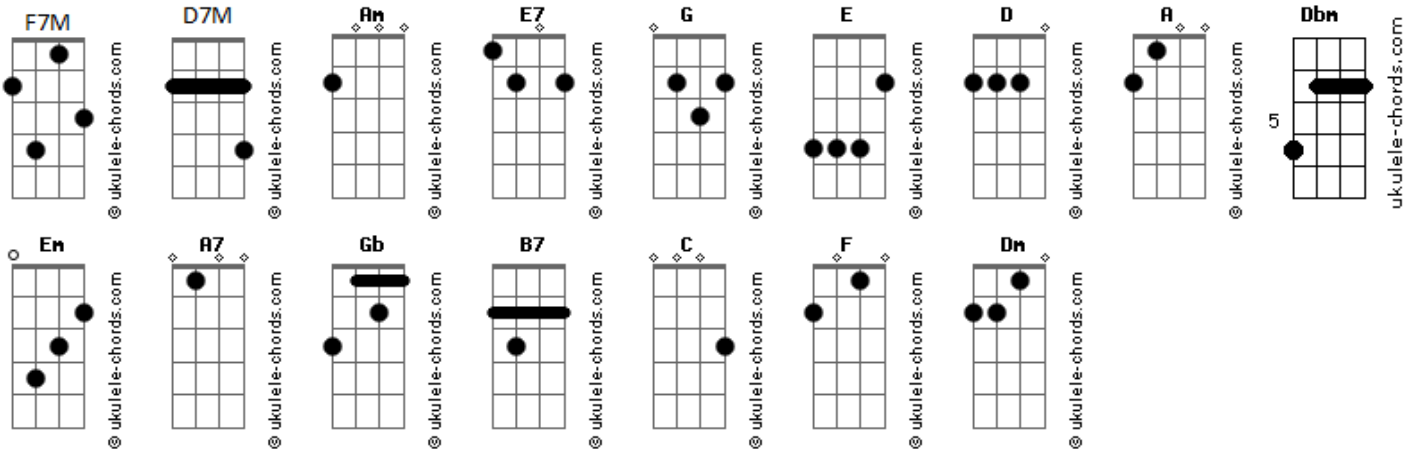 F7M D7M Am E7 G E D A Dbm
© ukulele-chords.com © ukulele-chords.com © ukulele-chords.com © ukulele-chords.com © ukulele-chords.com © ukulele-chords.com © ukulele-chords.com © ukulele-chords.com ukulele-chords.com
5
Em A7 Gb B7 C F Dm
© ukulele-chords.com © ukulele-chords.com © ukulele-chords.com © ukulele-chords.com © ukulele-chords.com © ukulele-chords.com © ukulele-chords.com